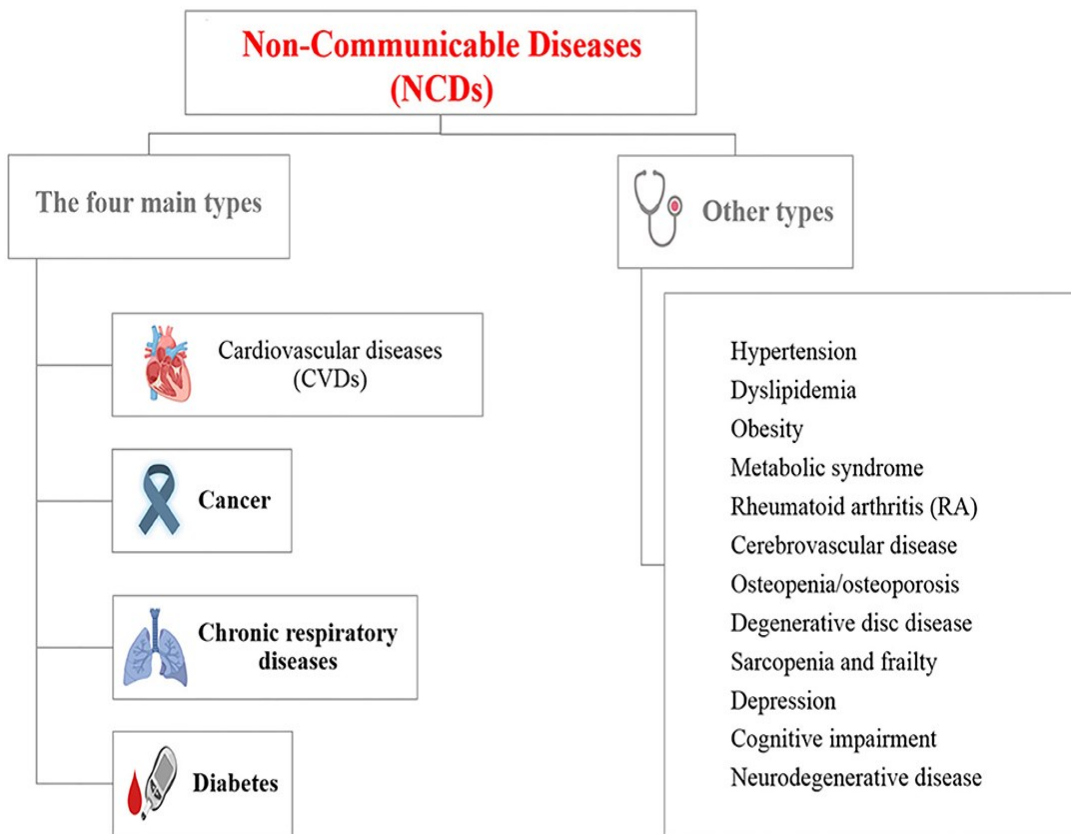 Non-Communicable Diseases
(NCDs)
The four main types
Other types
Cardiovascular diseases
(CVDs)
Cancer
Chronic respiratory
diseases
Diabetes
Hypertension
Dyslipidemia
Obesity
Metabolic syndrome
Rheumatoid arthritis (RA)
Cerebrovascular disease
Osteopenia/osteoporosis
Degenerative disc disease
Sarcopenia and frailty
Depression
Cognitive impairment
Neurodegenerative disease